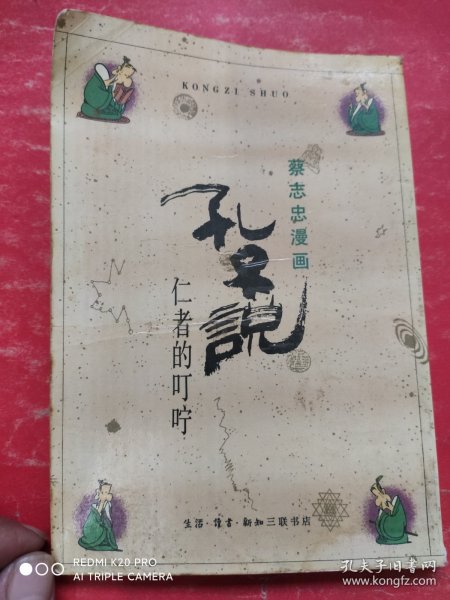 KONGZI SHUO
蔡志忠漫画
孔子説
仁者的叮咛
生活·讀書·新知三联书店
REDMI K20 PRO
AI TRIPLE CAMERA
孔夫子旧书网
www.kongfz.com